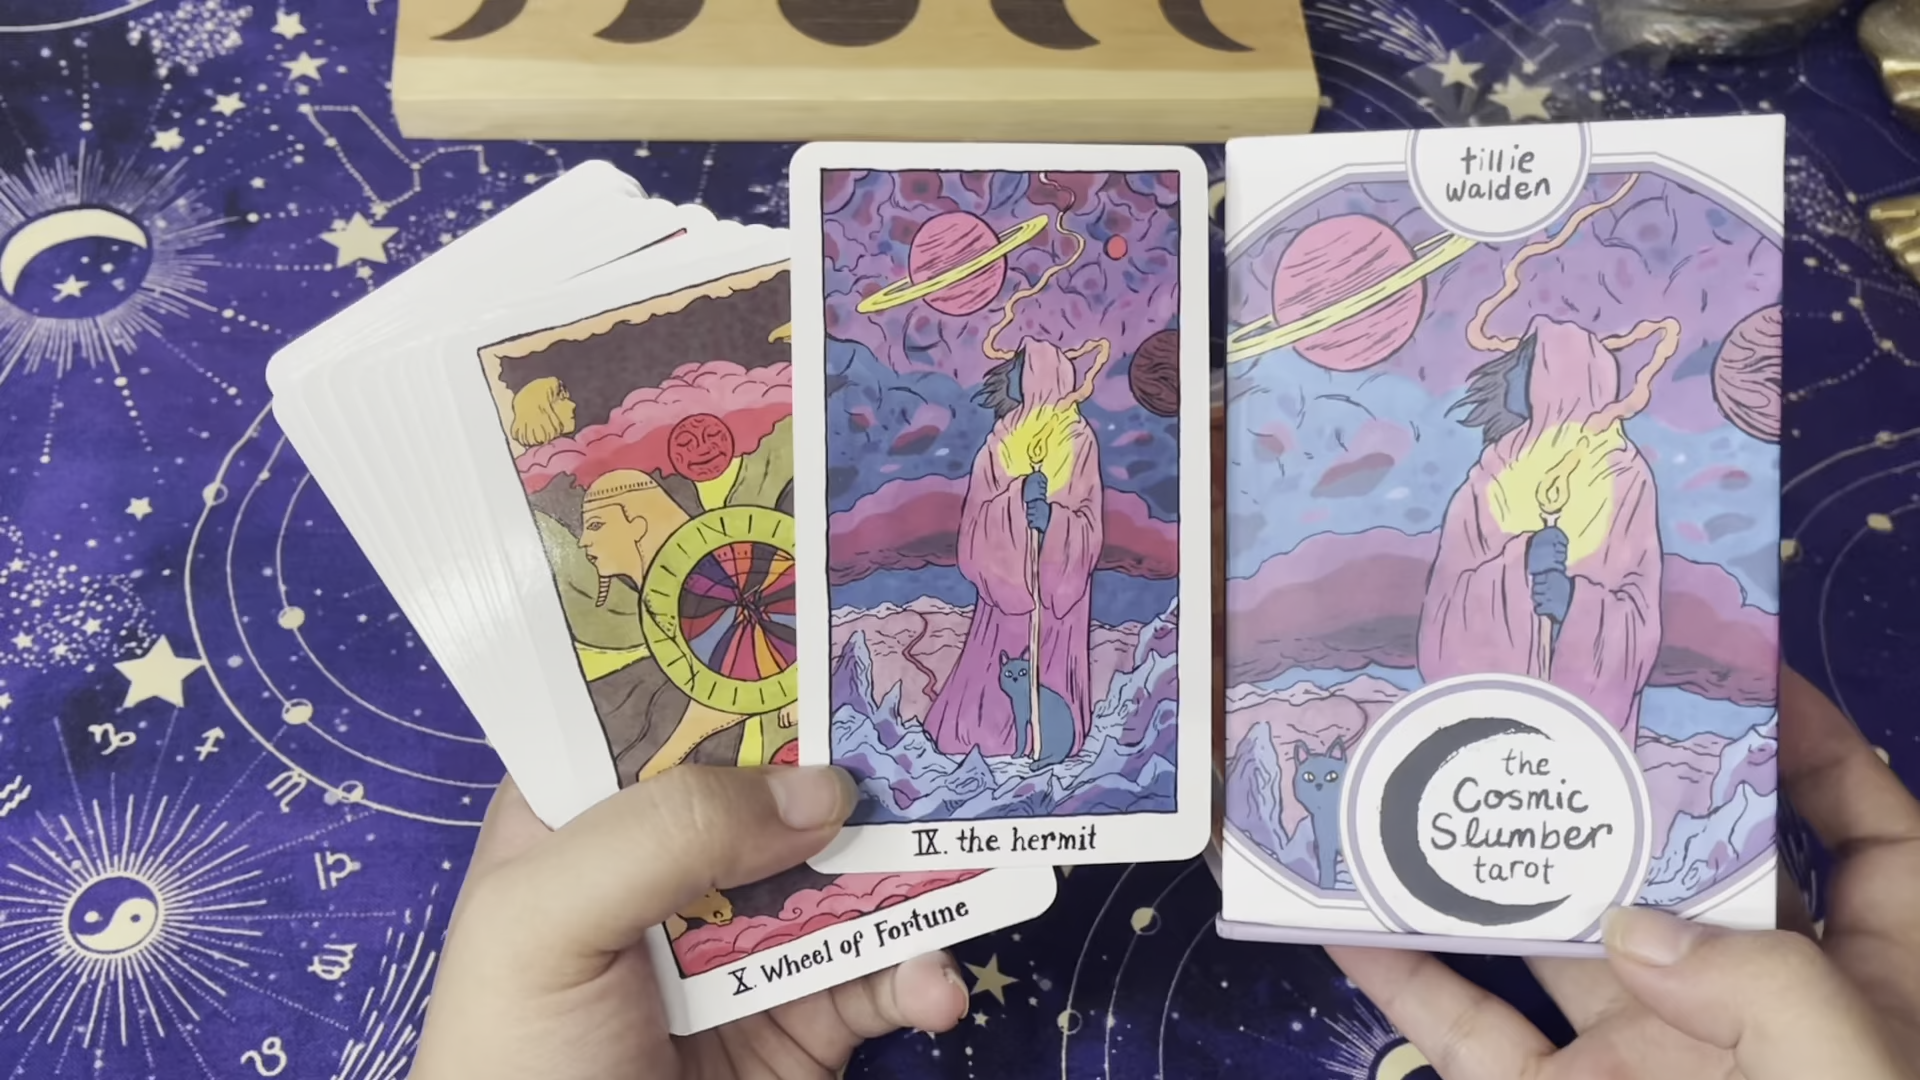 tillie
walden
IX. the hermit
the
Cosmic
Slumber
tarot
X. Wheel of Fortune